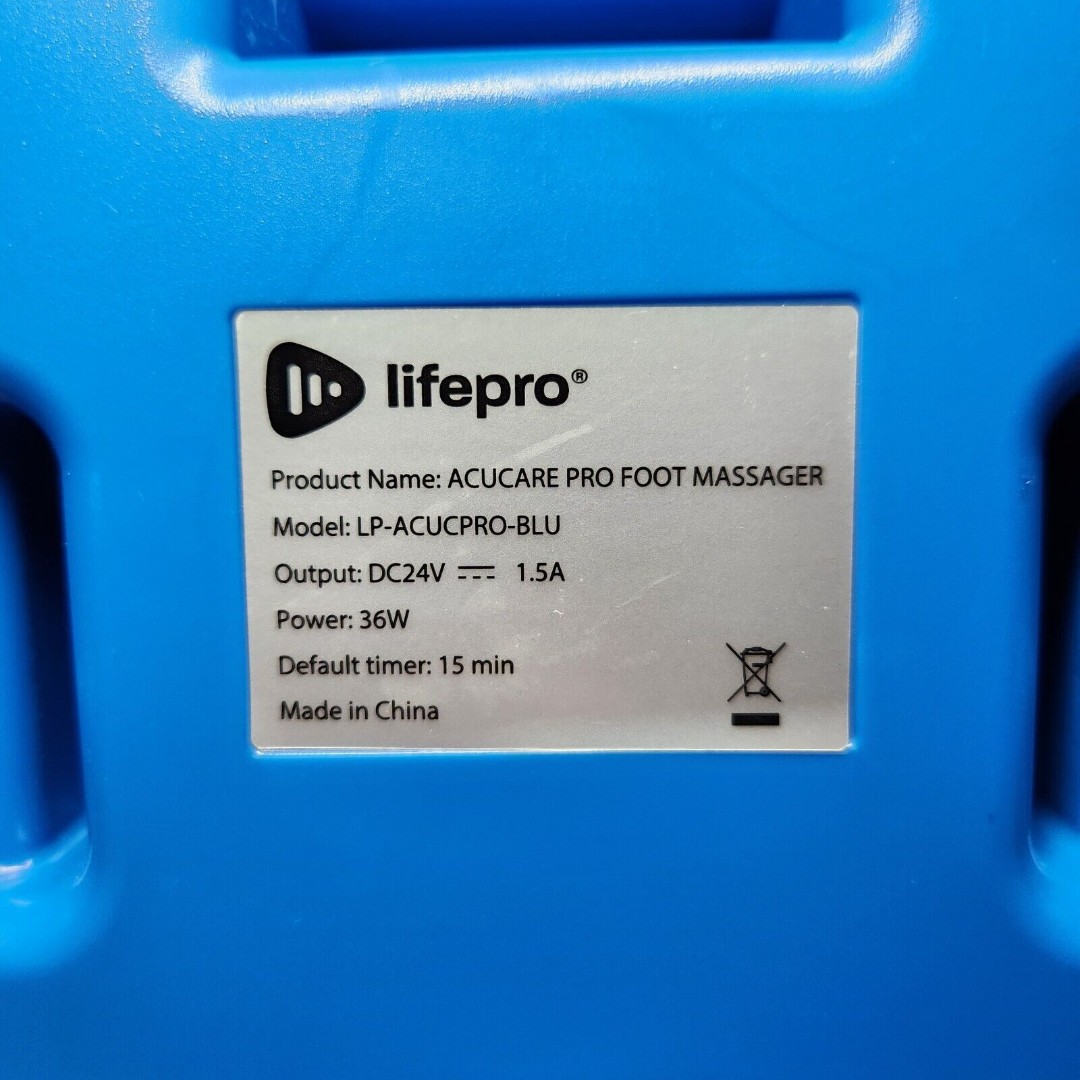 lifepro®
Product Name: ACUCARE PRO FOOT MASSAGER
Model: LP-ACUCPRO-BLU
Output: DC24V ⎓ 1.5A
Power: 36W
Default timer: 15 min
Made in China